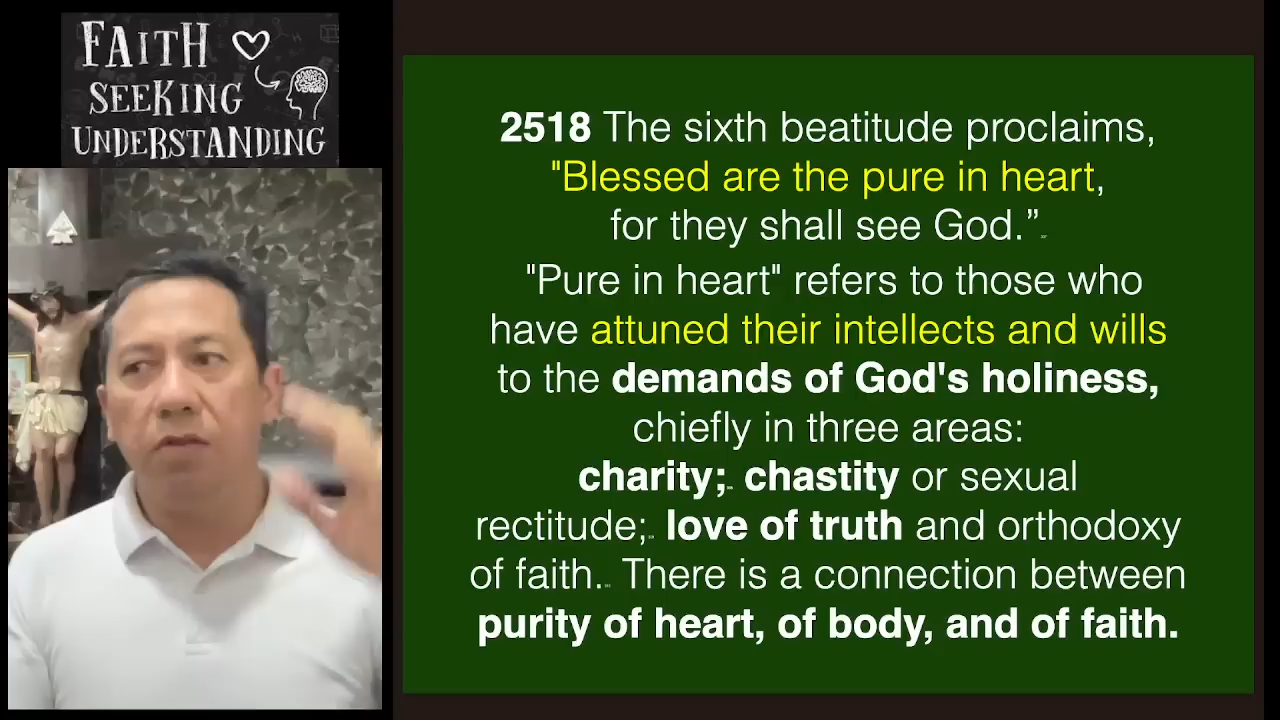 FAITH
SEEKING
UNDERSTANDING
2518 The sixth beatitude proclaims,
"Blessed are the pure in heart,
for they shall see God.”
"Pure in heart" refers to those who
have attuned their intellects and wills
to the demands of God's holiness,
chiefly in three areas:
charity; chastity or sexual
rectitude; love of truth and orthodoxy
of faith. There is a connection between
purity of heart, of body, and of faith.